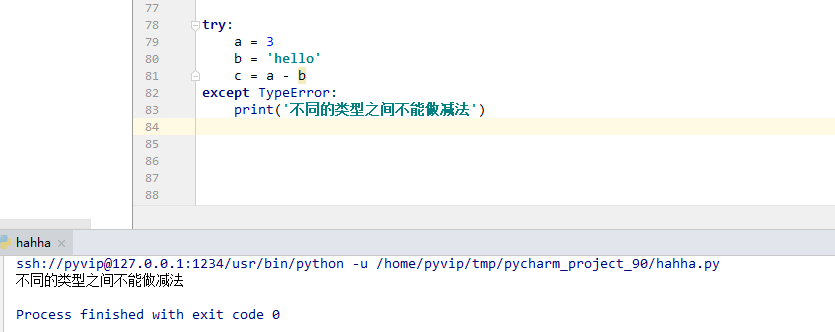 77
78 try:
79 a = 3
80 b = 'hello'
81 c = a - b
82 except TypeError:
83 print('不同的类型之间不能做减法')
84
85
86
87
88
hahha ×
ssh://pyvip@127.0.0.1:1234/usr/bin/python -u /home/pyvip/tmp/pycharm_project_90/hahha.py
不同的类型之间不能做减法
Process finished with exit code 0